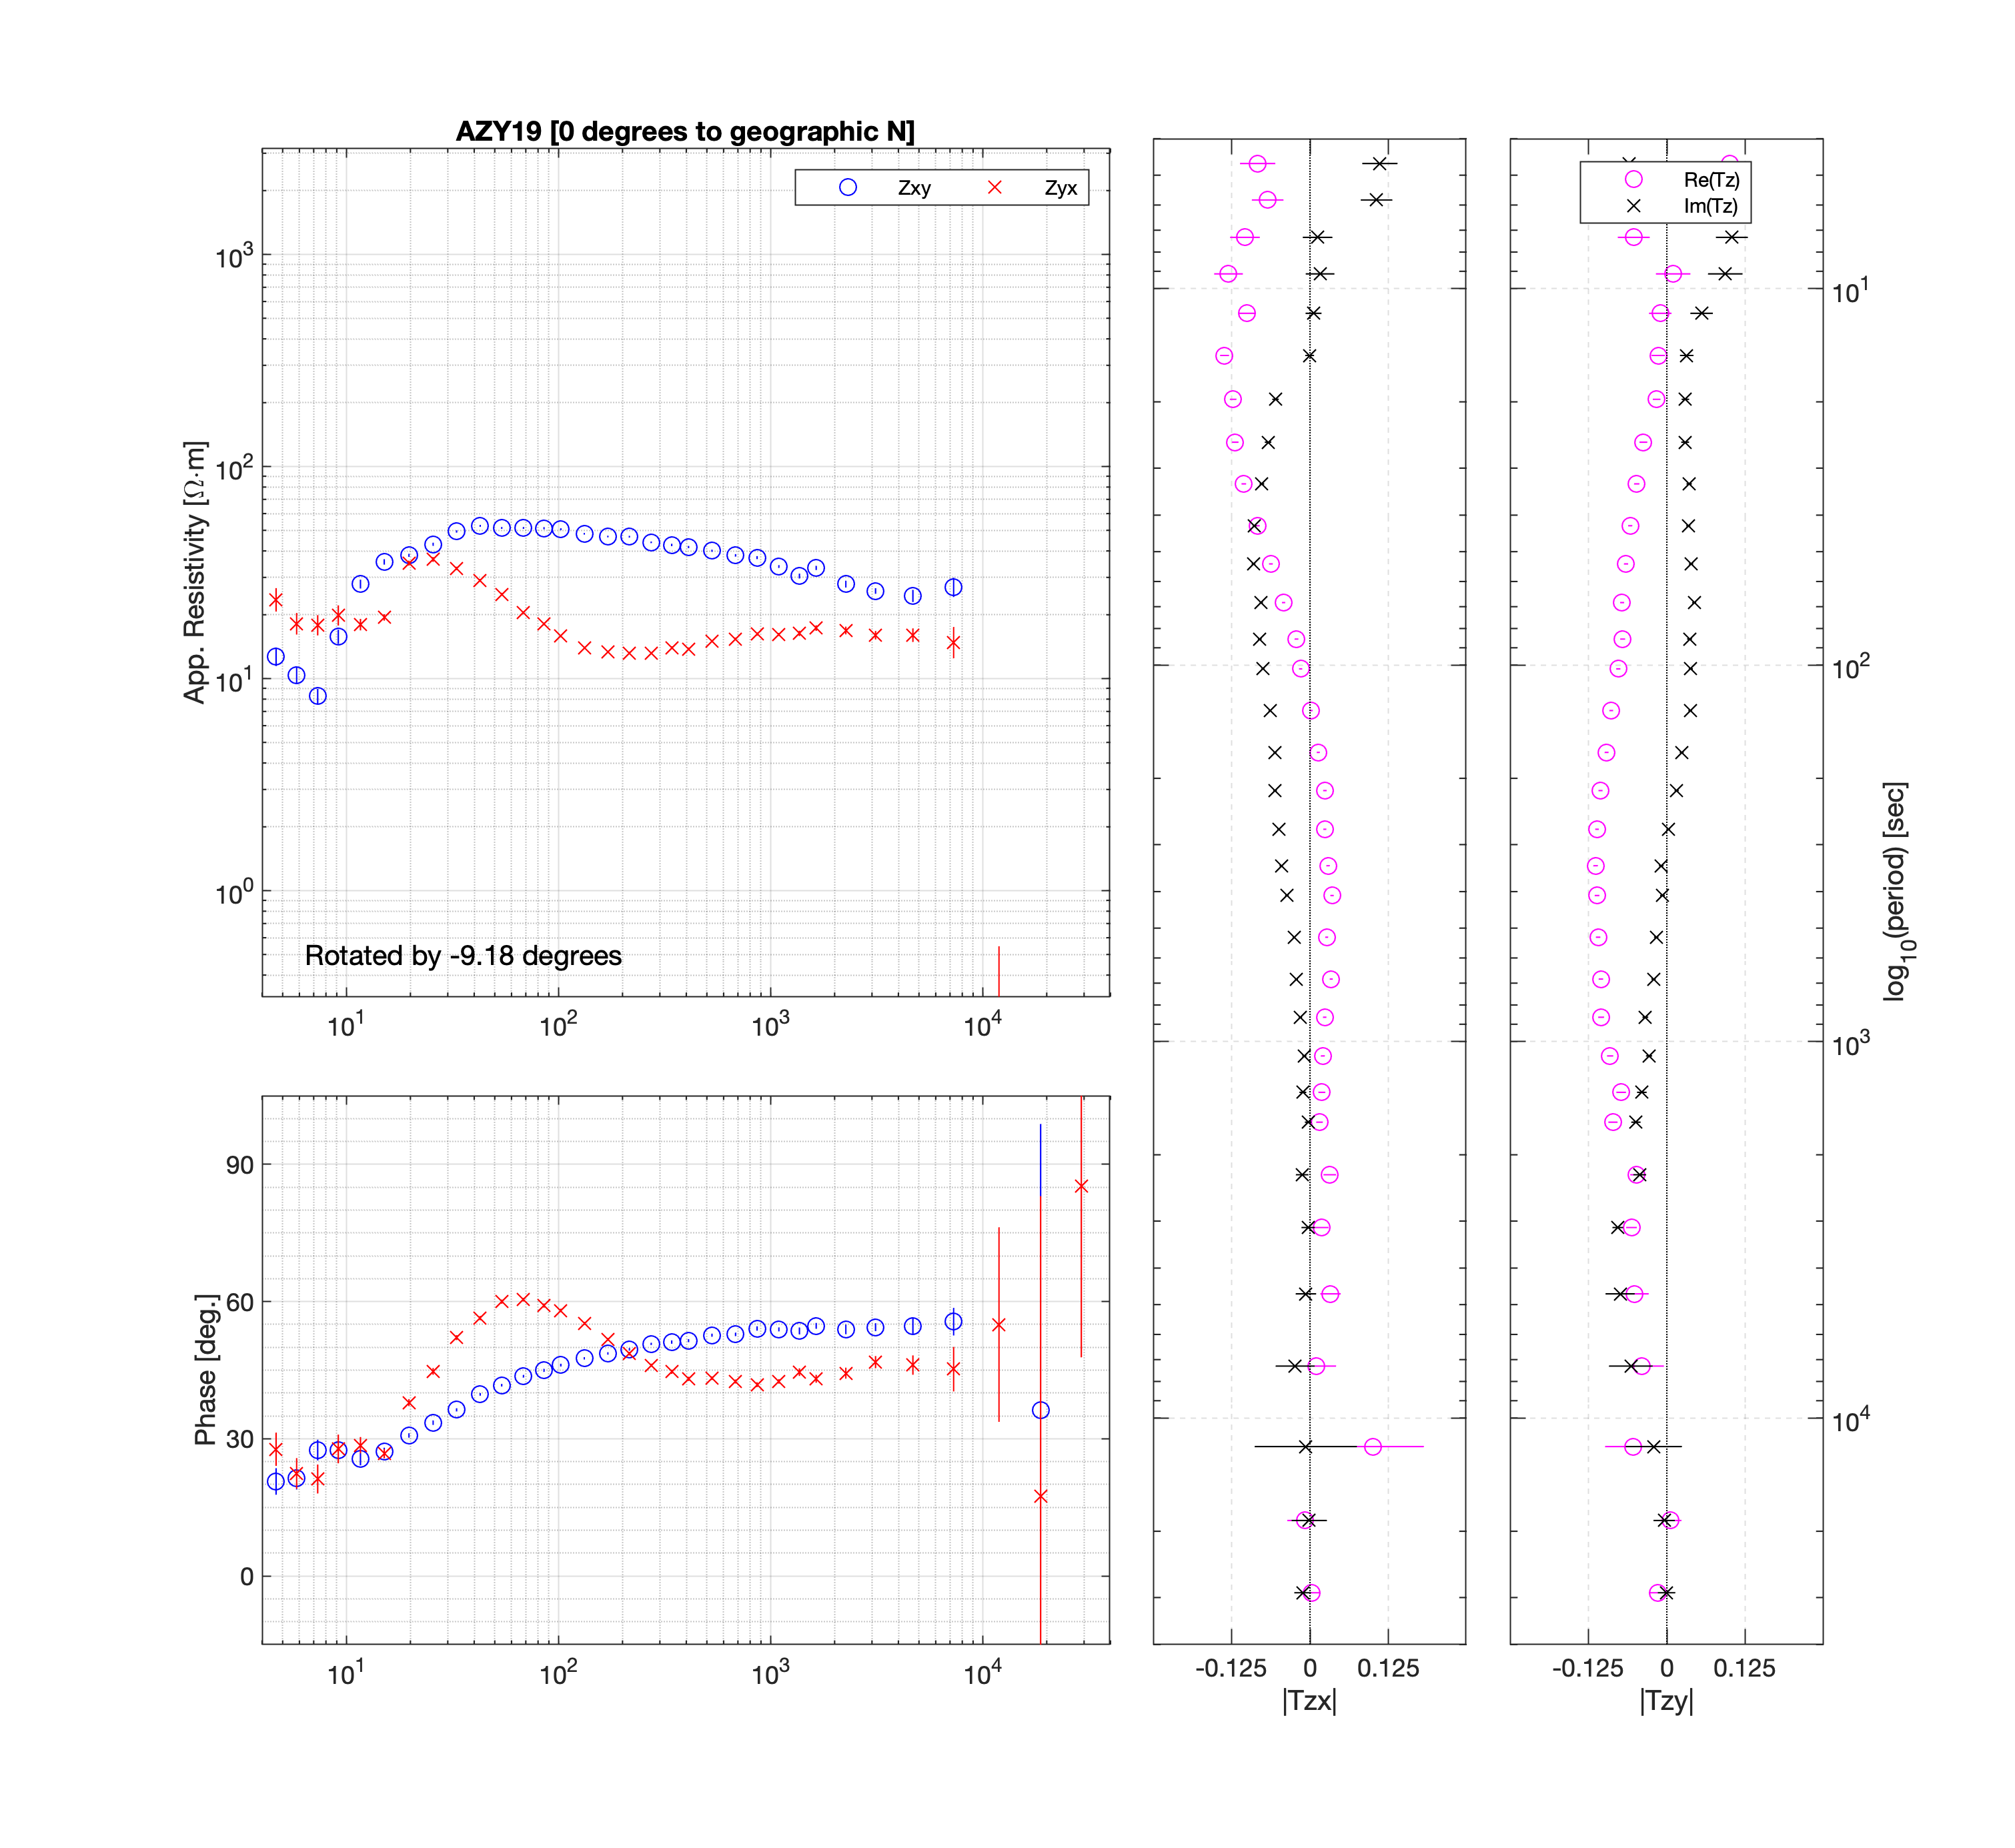 AZY19 [0 degrees to geographic N]
Zxy Zyx
App. Resistivity [Ω·m]
10³
10²
10¹
10⁰
Rotated by -9.18 degrees
10¹ 10² 10³ 10⁴
Phase [deg.]
90
60
30
0
10¹ 10² 10³ 10⁴
-0.125 0 0.125
|Tzx|
Re(Tz)
Im(Tz)
-0.125 0 0.125
|Tzy|
10¹
10²
10³
10⁴
log₁₀(period) [sec]